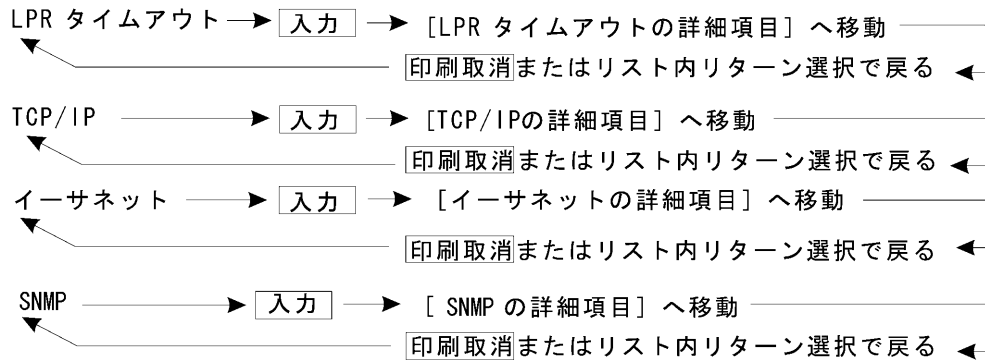 LPR タイムアウト 入力 [LPR タイムアウトの詳細項目] へ移動
印刷取消またはリスト内リターン選択で戻る
TCP/IP 入力 [TCP/IPの詳細項目] へ移動
印刷取消またはリスト内リターン選択で戻る
イーサネット 入力 [イーサネットの詳細項目] へ移動
印刷取消またはリスト内リターン選択で戻る
SNMP 入力 [ SNMP の詳細項目] へ移動
印刷取消またはリスト内リターン選択で戻る